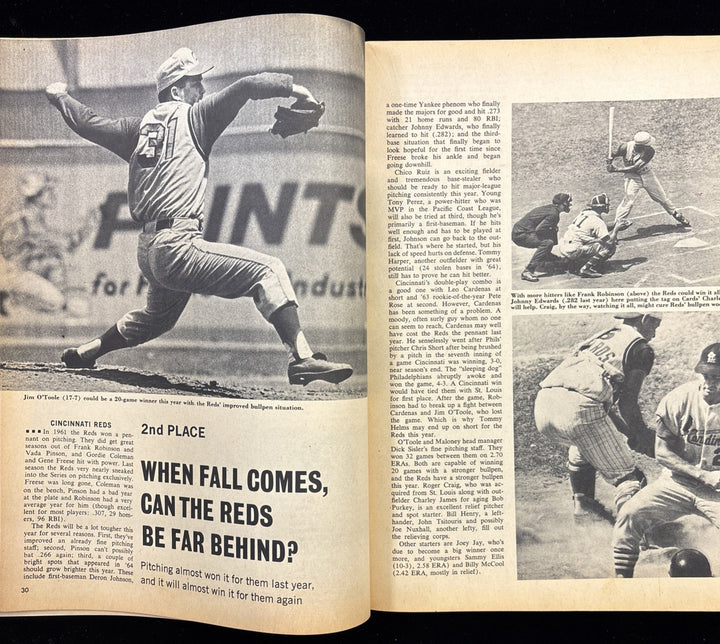 31
PAINTS
for
Indust
Jim O'Toole (17-7) could be a 20-game winner this year with the Reds' improved bullpen situation.
CINCINNATI REDS
■ ■ ■ In 1961 the Reds won a pen-
nant on pitching. They did get great
seasons out of Frank Robinson and
Vada Pinson, and Gordie Coleman
and Gene Freese hit with power. Last
season the Reds very nearly sneaked
into the Series on pitching exclusively.
Freese was long gone, Coleman was
on the bench, Pinson had a bad year
at the plate and Robinson had a very
average year for him (though excel-
lent for most players: .307, 29 hom-
ers, 96 RBI).
The Reds will be a lot tougher this
year for several reasons. First, they've
improved an already fine pitching
staff; second, Pinson can't possibly
bat .266 again; third, a couple of
bright spots that appeared in '64
should grow brighter this year. These
include first-baseman Deron Johnson,
30
2nd PLACE
WHEN FALL COMES,
CAN THE REDS
BE FAR BEHIND?
Pitching almost won it for them last year,
and it will almost win it for them again
a one-time Yankee phenom who finally
made the majors for good and hit .273
with 21 home runs and 80 RBI;
catcher Johnny Edwards, who finally
learned to hit (.282); and the third-
base situation that finally began to
look hopeful for the first time since
Freese broke his ankle and began
going downhill.
Chico Ruiz is an exciting fielder
and tremendous base-stealer who
should be ready to hit major-league
pitching consistently this year. Young
Tony Perez, a power-hitter who was
MVP in the Pacific Coast League,
will also be tried at third, though he's
primarily a first-baseman. If he hits
well enough and has to be played at
first, Johnson can go back to the out-
field. That's where he started, but his
lack of speed hurts on defense. Tommy
Harper, another outfielder with great
potential (24 stolen bases in '64),
still has to prove he can hit better.
Cincinnati's double-play combo is
a good one with Leo Cardenas at
short and '63 rookie-of-the-year Pete
Rose at second. However, Cardenas
has been something of a problem. A
moody, often surly guy whom no one
can seem to reach, Cardenas may well
have cost the Reds the pennant last
year. He senselessly went after Phils'
pitcher Chris Short after being brushed
by a pitch in the seventh inning of
a game Cincinnati was winning, 3-0,
near season's end. The "sleeping dog"
Philadelphians abruptly awoke and
won the game, 4-3. A Cincinnati win
would have tied them with St. Louis
for first place. After the game, Rob-
inson had to break up a fight between
Cardenas and Jim O'Toole, who lost
the game. Which is why Tommy
Helms may end up on short for the
Reds this year.
O'Toole and Maloney head manager
Dick Sisler's fine pitching staff. They
won 32 games between them on 2.70
ERAs. Both are capable of winning
20 games with a stronger bullpen,
and the Reds have a stronger bullpen
this year. Roger Craig, who was ac-
quired from St. Louis along with out-
fielder Charley James for aging Bob
Purkey, is an excellent relief pitcher
and spot starter. Bill Henry, a left-
hander, John Tsitouris and possibly
Joe Nuxhall, another lefty, fill out
the relieving corps.
Other starters are Joey Jay, who's
due to become a big winner once
more, and youngsters Sammy Ellis
(10-3), 2.58 ERA) and Billy McCool
(2.42 ERA, mostly in relief).
With more hitters like Frank Robinson (above) the Reds could win it al
Johnny Edwards (.282 last year) here putting the tag on Cards' Charl
will help. Craig, by the way, watching it all, might cure Reds' bullpen wo